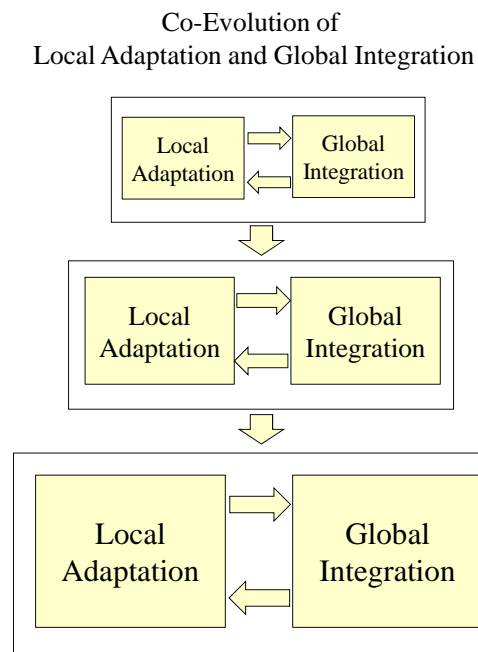 Co-Evolution of
Local Adaptation and Global Integration
Local
Adaptation
Global
Integration
Local
Adaptation
Global
Integration
Local
Adaptation
Global
Integration